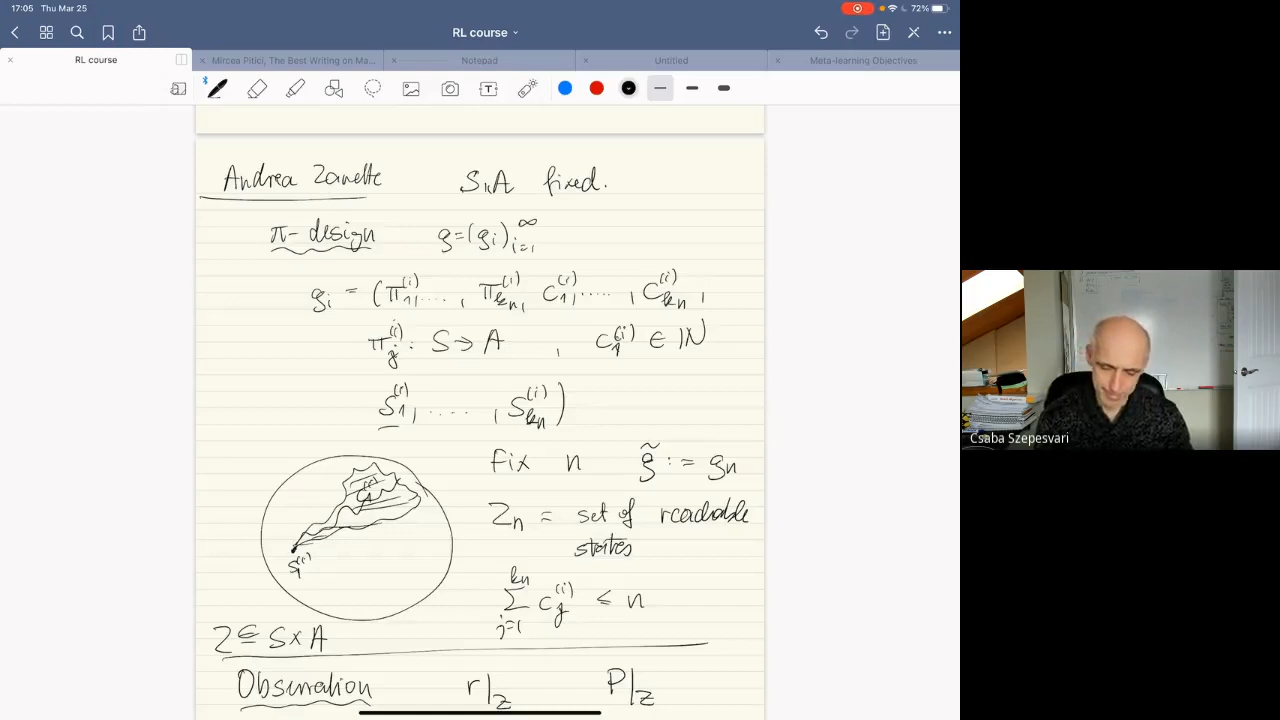 17:05 Thu Mar 25
72%
RL course
RL course
Mircea Pitici, The Best Writing on Ma...
Notepad
Untitled
Meta-learning Objectives
Andrea Zanette S×A fixed.
π-design g=(g_i)_{i=1}^∞
g_i = (π_1^{(i)}, ...., π_{k_n}^{(i)}, C_1^{(i)}, ...., C_{k_n}^{(i)},
π_j^{(i)}: S → A , C_j^{(i)} ∈ ℕ
S_1^{(i)}, ...., S_{k_n}^{(i)})
Fix n g̃ := g_n
Z_n = set of reachable
states
S_1^{(i)}
∑_{j=1}^{k_n} C_j^{(i)} ≤ n
Z ⊆ S×A
Observation r|_Z P|_Z
Csaba Szepesvari